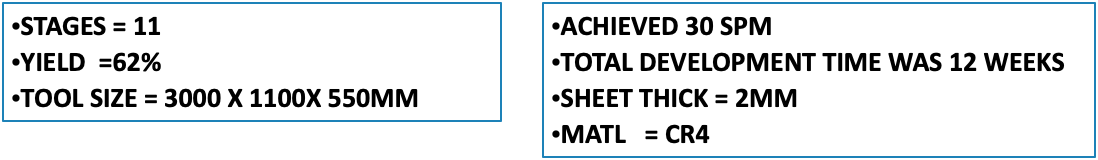 •STAGES = 11
•YIELD  =62%
•TOOL SIZE = 3000 X 1100X 550MM
•ACHIEVED 30 SPM
•TOTAL DEVELOPMENT TIME WAS 12 WEEKS
•SHEET THICK = 2MM
•MATL   = CR4